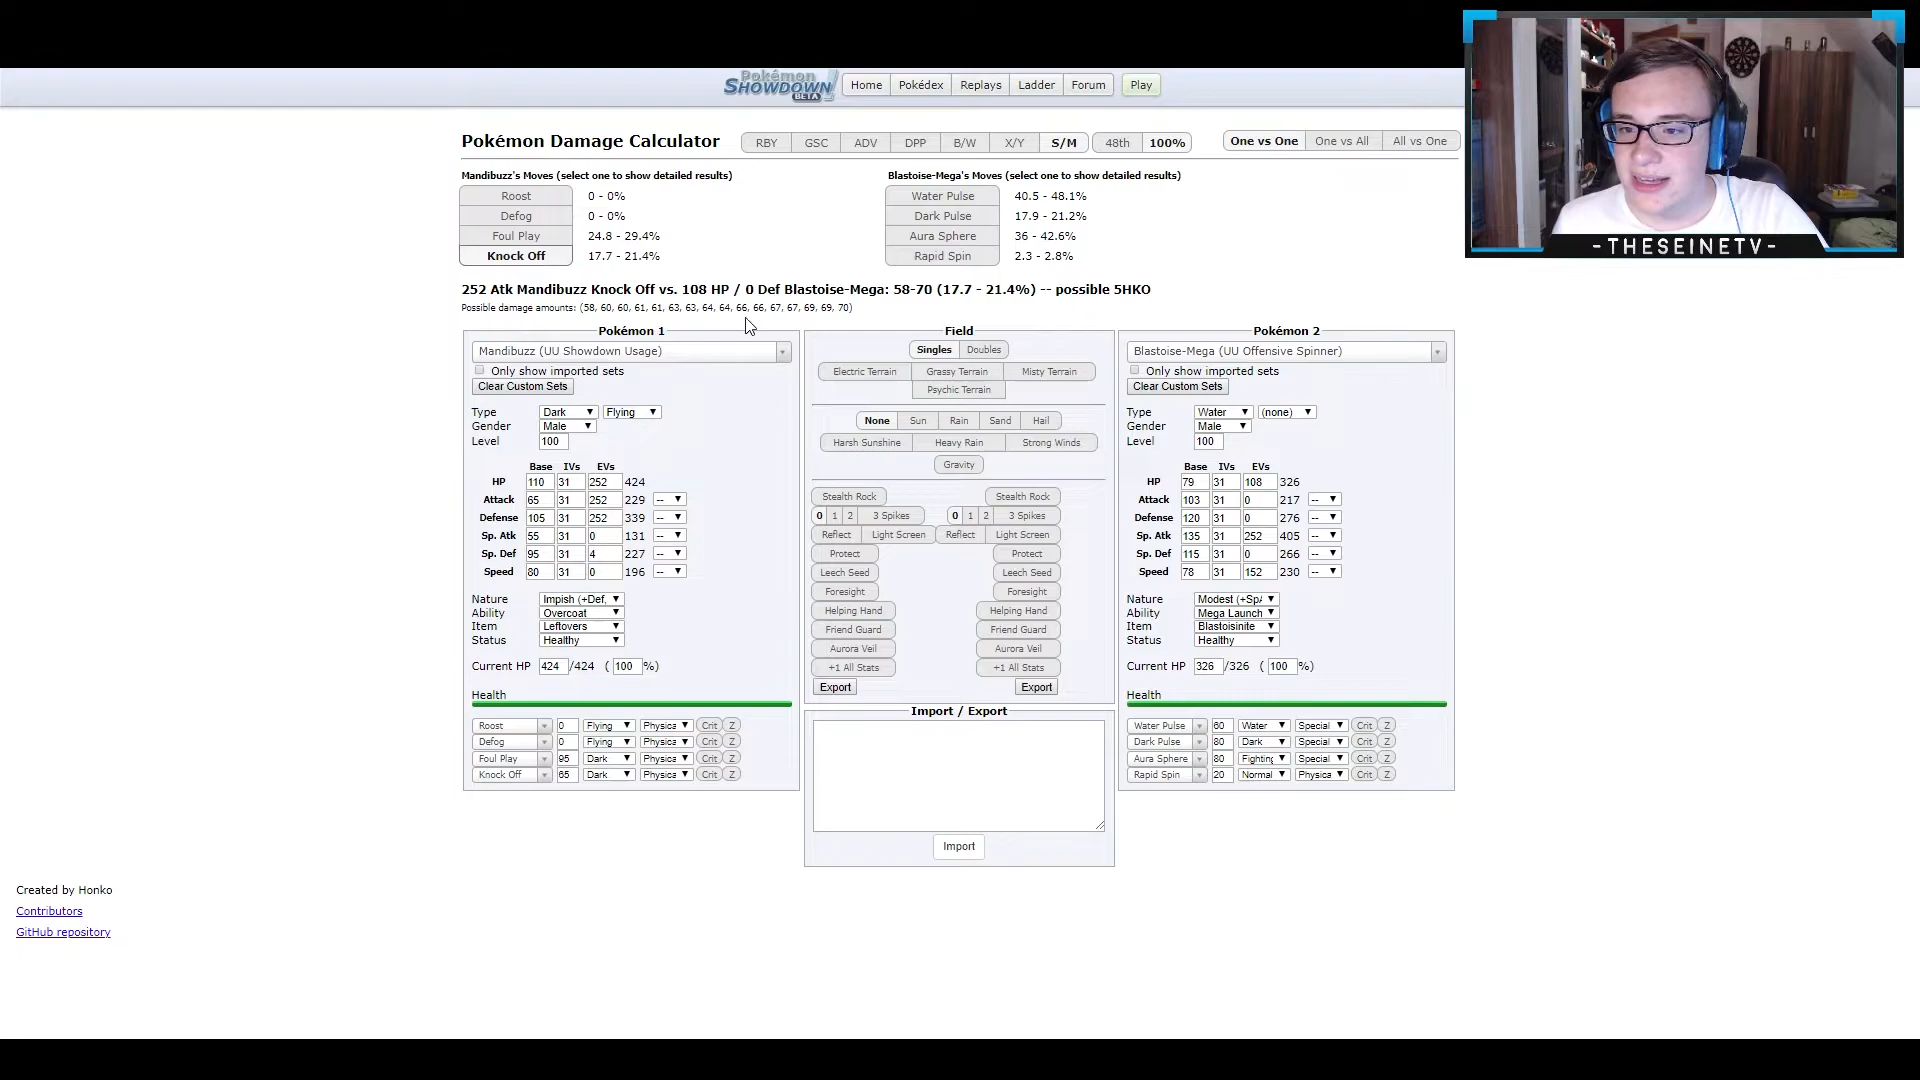 Pokémon
SHOWDOWN!
BETA
Home Pokédex Replays Ladder Forum Play
Pokémon Damage Calculator
RBY GSC ADV DPP B/W X/Y S/M 48th 100%
One vs One One vs All All vs One
-THESEINETV-
Mandibuzz's Moves (select one to show detailed results)
Roost 0 - 0%
Defog 0 - 0%
Foul Play 24.8 - 29.4%
Knock Off 17.7 - 21.4%
Blastoise-Mega's Moves (select one to show detailed results)
Water Pulse 40.5 - 48.1%
Dark Pulse 17.9 - 21.2%
Aura Sphere 36 - 42.6%
Rapid Spin 2.3 - 2.8%
252 Atk Mandibuzz Knock Off vs. 108 HP / 0 Def Blastoise-Mega: 58-70 (17.7 - 21.4%) -- possible 5HKO
Possible damage amounts: (58, 60, 60, 61, 61, 63, 63, 64, 64, 66, 66, 67, 67, 69, 69, 70)
Pokémon 1
Mandibuzz (UU Showdown Usage)
Only show imported sets
Clear Custom Sets
Type Dark Flying
Gender Male
Level 100
Base IVs EVs
HP 110 31 252 424
Attack 65 31 252 229 --
Defense 105 31 252 339 --
Sp. Atk 55 31 0 131 --
Sp. Def 95 31 4 227 --
Speed 80 31 0 196 --
Nature Impish (+Def,
Ability Overcoat
Item Leftovers
Status Healthy
Current HP 424 /424 ( 100 %)
Health
Roost 0 Flying Physica Crit Z
Defog 0 Flying Physica Crit Z
Foul Play 95 Dark Physica Crit Z
Knock Off 65 Dark Physica Crit Z
Field
Singles Doubles
Electric Terrain Grassy Terrain Misty Terrain
Psychic Terrain
None Sun Rain Sand Hail
Harsh Sunshine Heavy Rain Strong Winds
Gravity
Stealth Rock Stealth Rock
0 1 2 3 Spikes 0 1 2 3 Spikes
Reflect Light Screen Reflect Light Screen
Protect Protect
Leech Seed Leech Seed
Foresight Foresight
Helping Hand Helping Hand
Friend Guard Friend Guard
Aurora Veil Aurora Veil
+1 All Stats +1 All Stats
Export Export
Import / Export
Import
Pokémon 2
Blastoise-Mega (UU Offensive Spinner)
Only show imported sets
Clear Custom Sets
Type Water (none)
Gender Male
Level 100
Base IVs EVs
HP 79 31 108 326
Attack 103 31 0 217 --
Defense 120 31 0 276 --
Sp. Atk 135 31 252 405 --
Sp. Def 115 31 0 266 --
Speed 78 31 152 230 --
Nature Modest (+Sp
Ability Mega Launch
Item Blastoisinite
Status Healthy
Current HP 326 /326 ( 100 %)
Health
Water Pulse 60 Water Special Crit Z
Dark Pulse 80 Dark Special Crit Z
Aura Sphere 80 Fightin Special Crit Z
Rapid Spin 20 Normal Physica Crit Z
Created by Honko
Contributors
GitHub repository